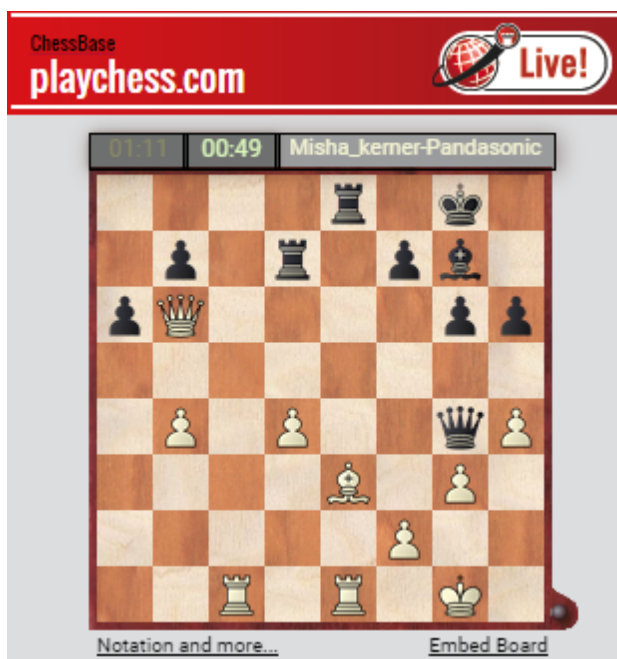 ChessBase
playchess.com
Live!
01:11 00:49 Misha_kerner-Pandasonic
Notation and more... Embed Board